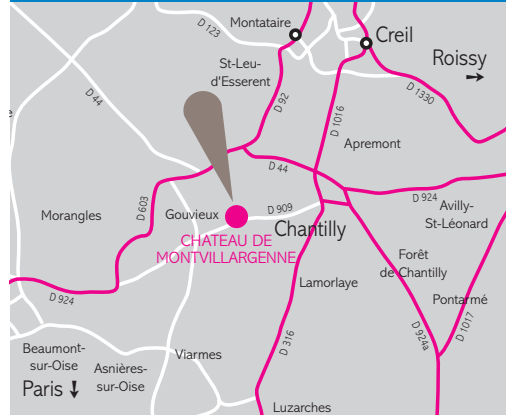 Montataire
D 123
Creil
Roissy
St-Leu-
d'Esserent
D 44
D 92
D 1016
D 1330
Apremont
D 44
D 924
Morangles
D 603
Gouvieux
D 909
Avilly-
St-Léonard
Chantilly
CHATEAU DE
MONTVILLARGENNE
Forêt
de Chantilly
Lamorlaye
D 924
Pontarmé
D 316
D 924a
D 1017
Beaumont-
sur-Oise
Viarmes
Asnières-
sur-Oise
Paris
Luzarches